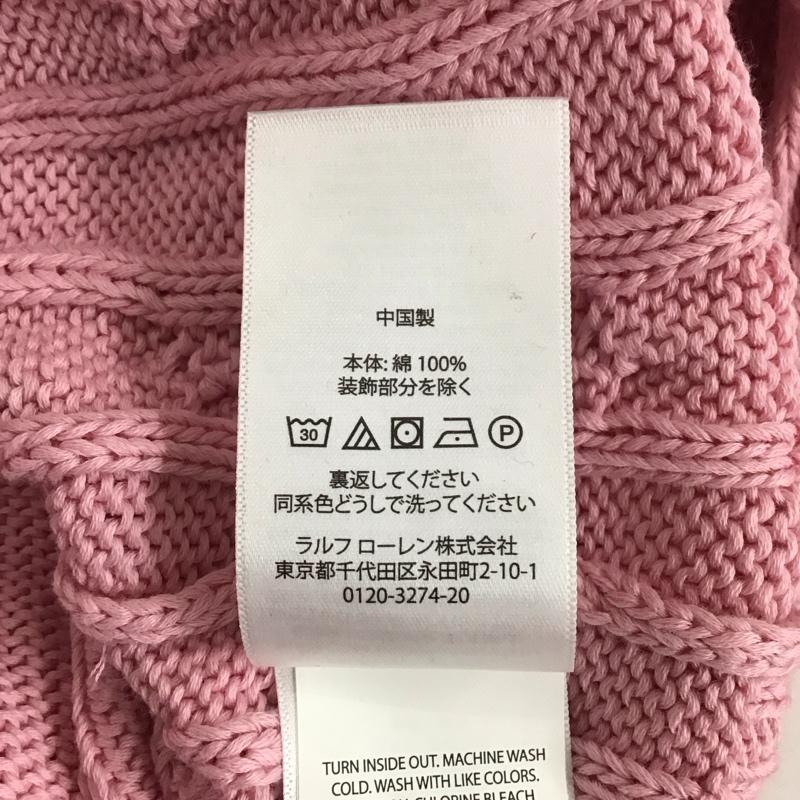 中国製
本体: 綿 100%
装飾部分を除く
30 P
裏返してください
同系色どうしで洗ってください
ラルフ ローレン株式会社
東京都千代田区永田町2-10-1
0120-3274-20
TURN INSIDE OUT. MACHINE WASH
COLD. WASH WITH LIKE COLORS.
CHLORINE BLEACH